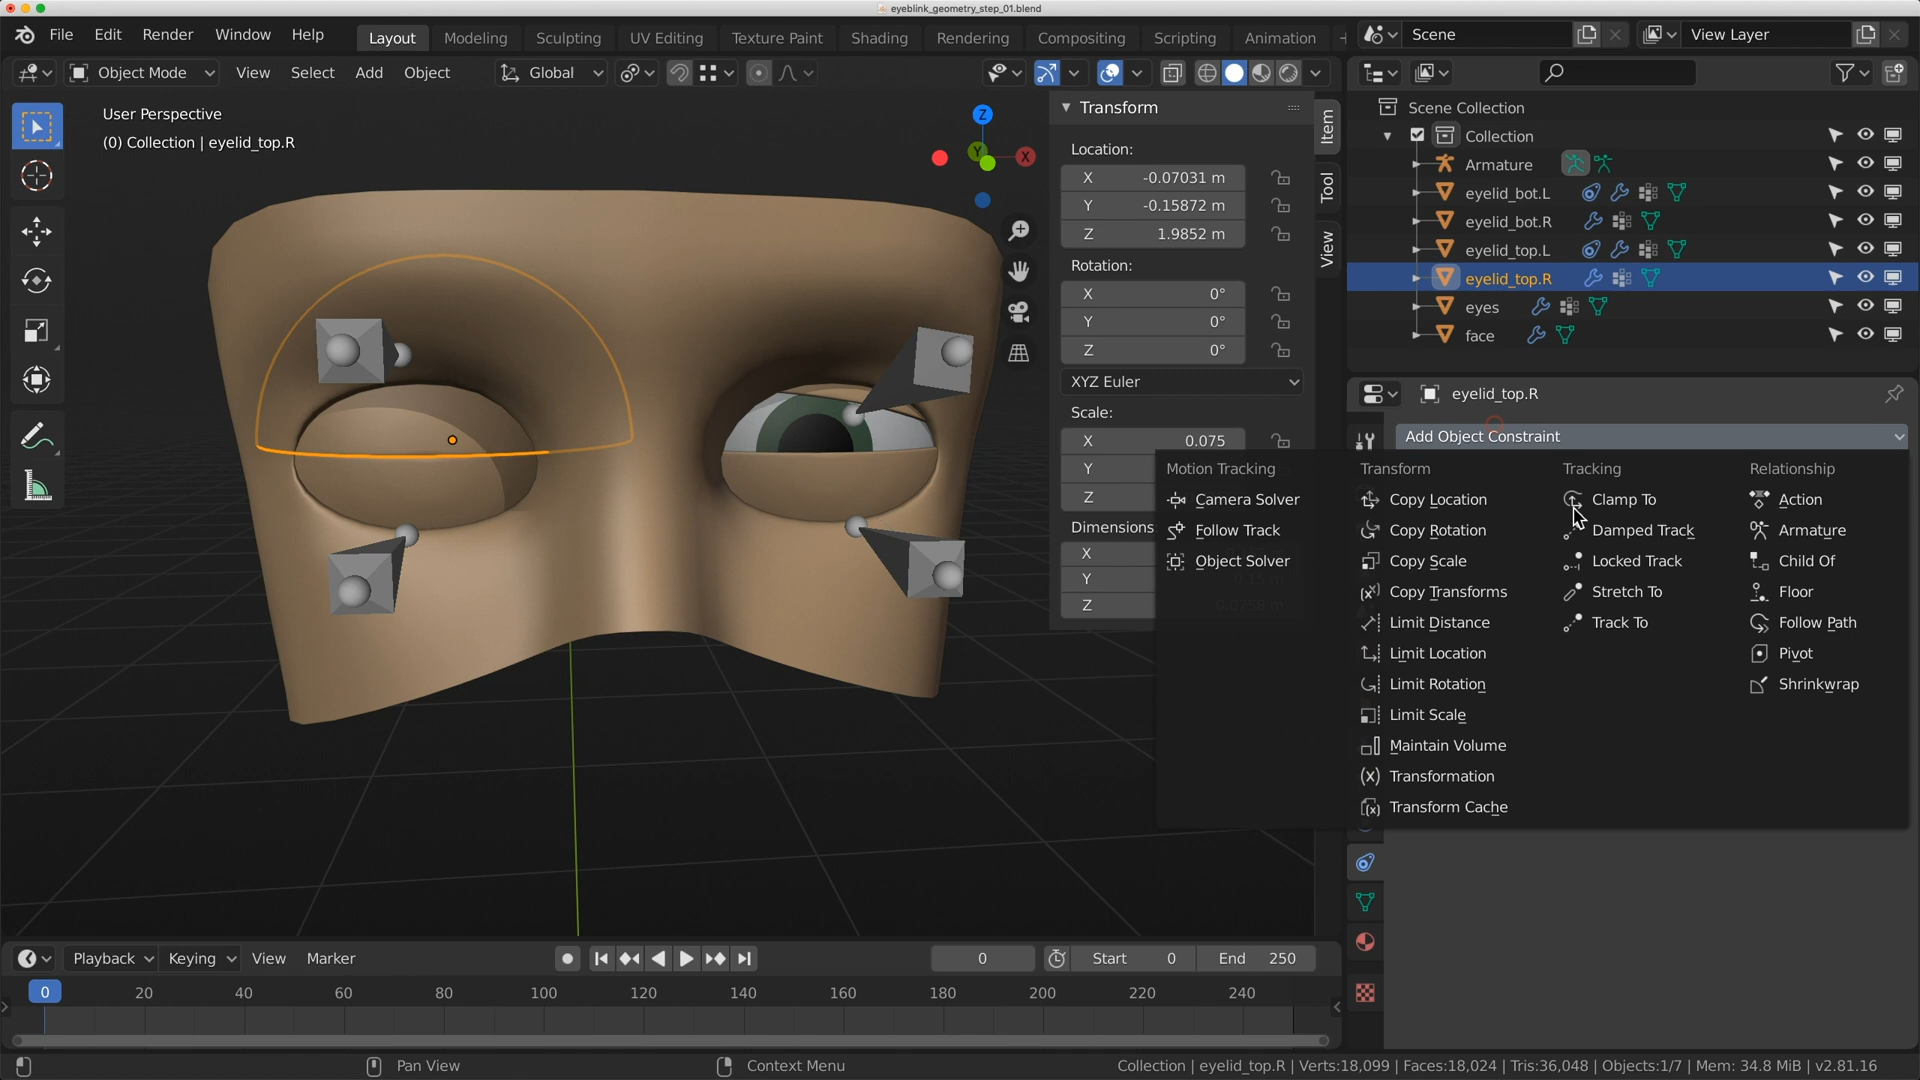 eyeblink_geometry_step_01.blend
File Edit Render Window Help
Layout Modeling Sculpting UV Editing Texture Paint Shading Rendering Compositing Scripting Animation
Scene
View Layer
Object Mode View Select Add Object Global
User Perspective
(0) Collection | eyelid_top.R
Z
Y
X
Transform
Location:
X -0.07031 m
Y -0.15872 m
Z 1.9852 m
Rotation:
X 0°
Y 0°
Z 0°
XYZ Euler
Scale:
X 0.075
Y
Z
Dimensions:
X
Y 0.15 m
Z
Item
Tool
View
Scene Collection
Collection
Armature
eyelid_bot.L
eyelid_bot.R
eyelid_top.L
eyelid_top.R
eyes
face
eyelid_top.R
Add Object Constraint
Motion Tracking
Camera Solver
Follow Track
Object Solver
Transform
Copy Location
Copy Rotation
Copy Scale
Copy Transforms
Limit Distance
Limit Location
Limit Rotation
Limit Scale
Maintain Volume
Transformation
Transform Cache
Tracking
Clamp To
Damped Track
Locked Track
Stretch To
Track To
Relationship
Action
Armature
Child Of
Floor
Follow Path
Pivot
Shrinkwrap
Playback Keying View Marker
0
Start 0
End 250
0 20 40 60 80 100 120 140 160 180 200 220 240
Pan View
Context Menu
Collection | eyelid_top.R | Verts:18,099 | Faces:18,024 | Tris:36,048 | Objects:1/7 | Mem: 34.8 MiB | v2.81.16